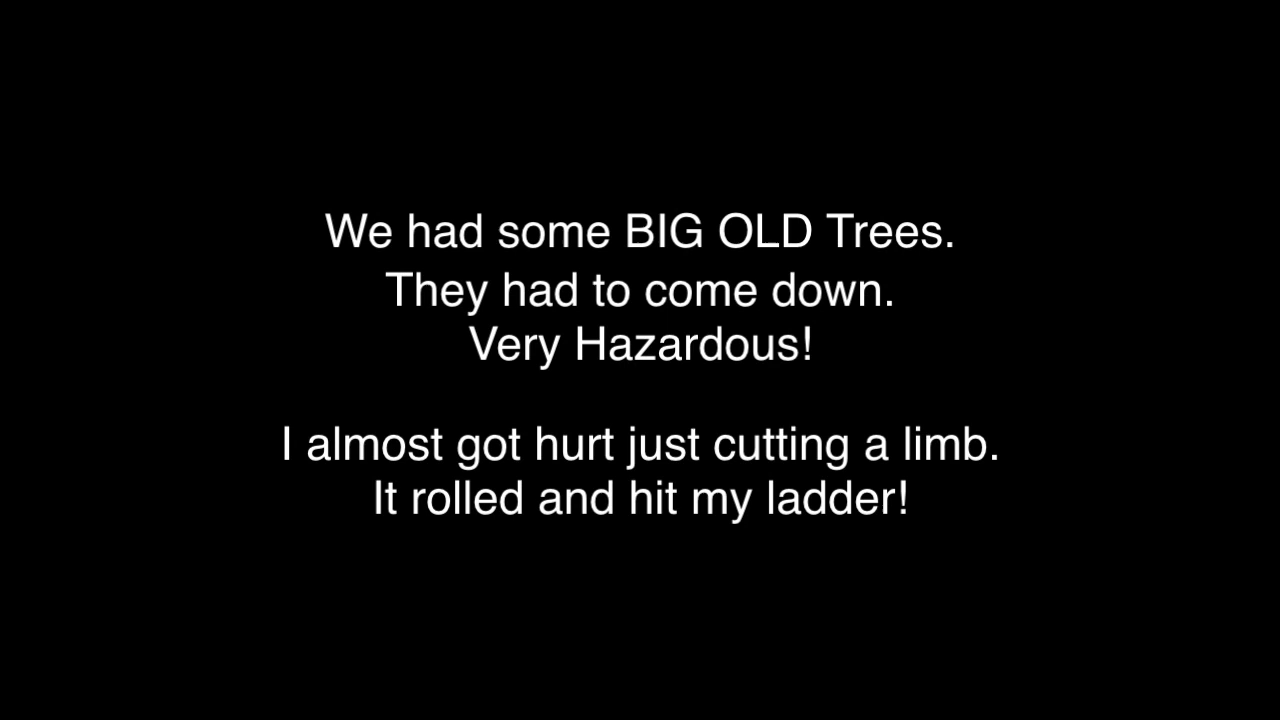 We had some BIG OLD Trees.
They had to come down.
Very Hazardous!
I almost got hurt just cutting a limb.
It rolled and hit my ladder!